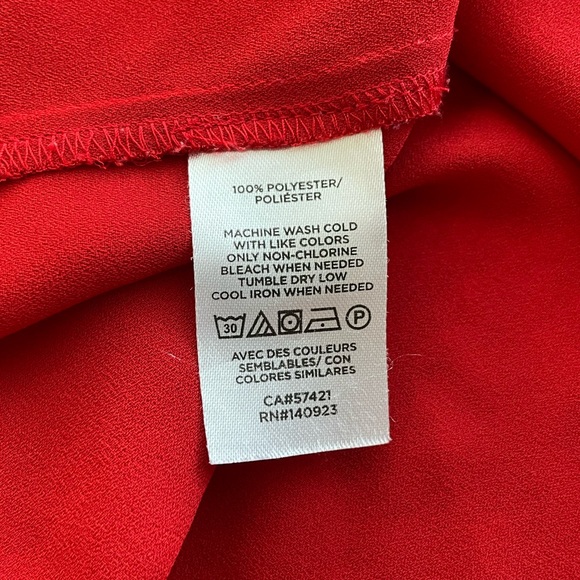 100% POLYESTER/
POLIÉSTER
MACHINE WASH COLD
WITH LIKE COLORS
ONLY NON-CHLORINE
BLEACH WHEN NEEDED
TUMBLE DRY LOW
COOL IRON WHEN NEEDED
30 P
AVEC DES COULEURS
SEMBLABLES/ CON
COLORES SIMILARES
CA#57421
RN#140923